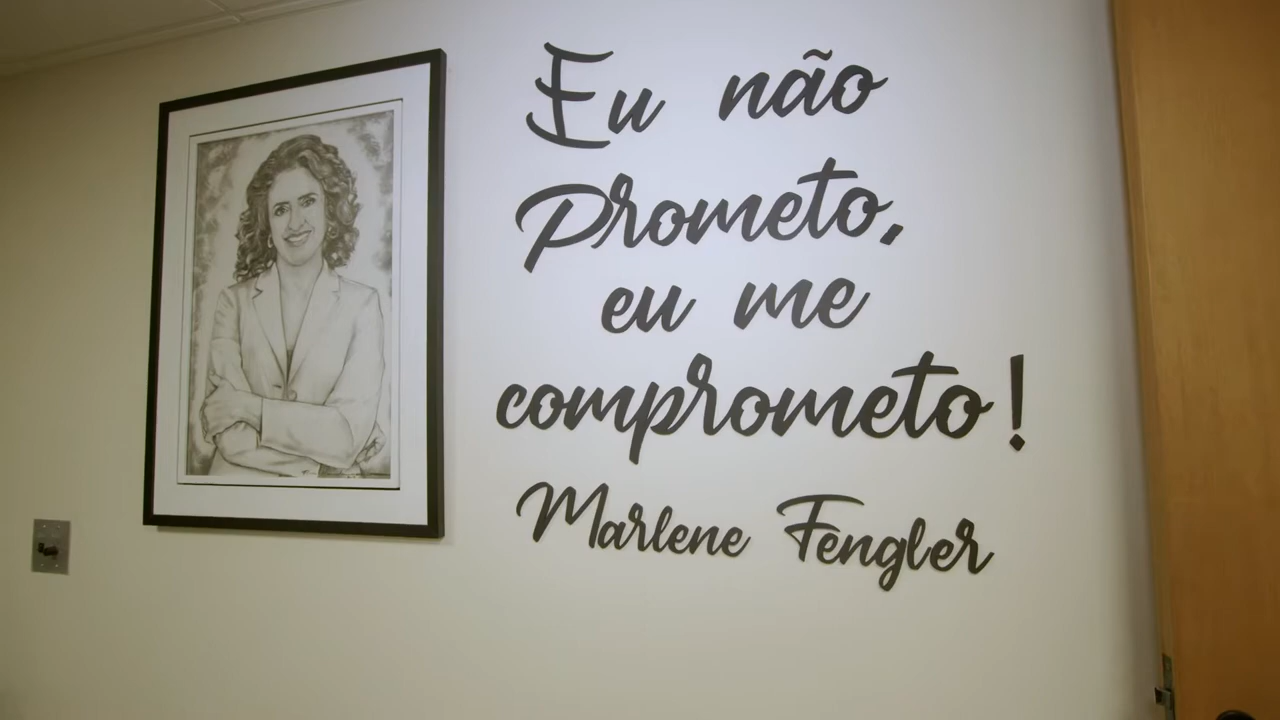 Eu não
Prometo,
eu me
comprometo!
Marlene Fengler